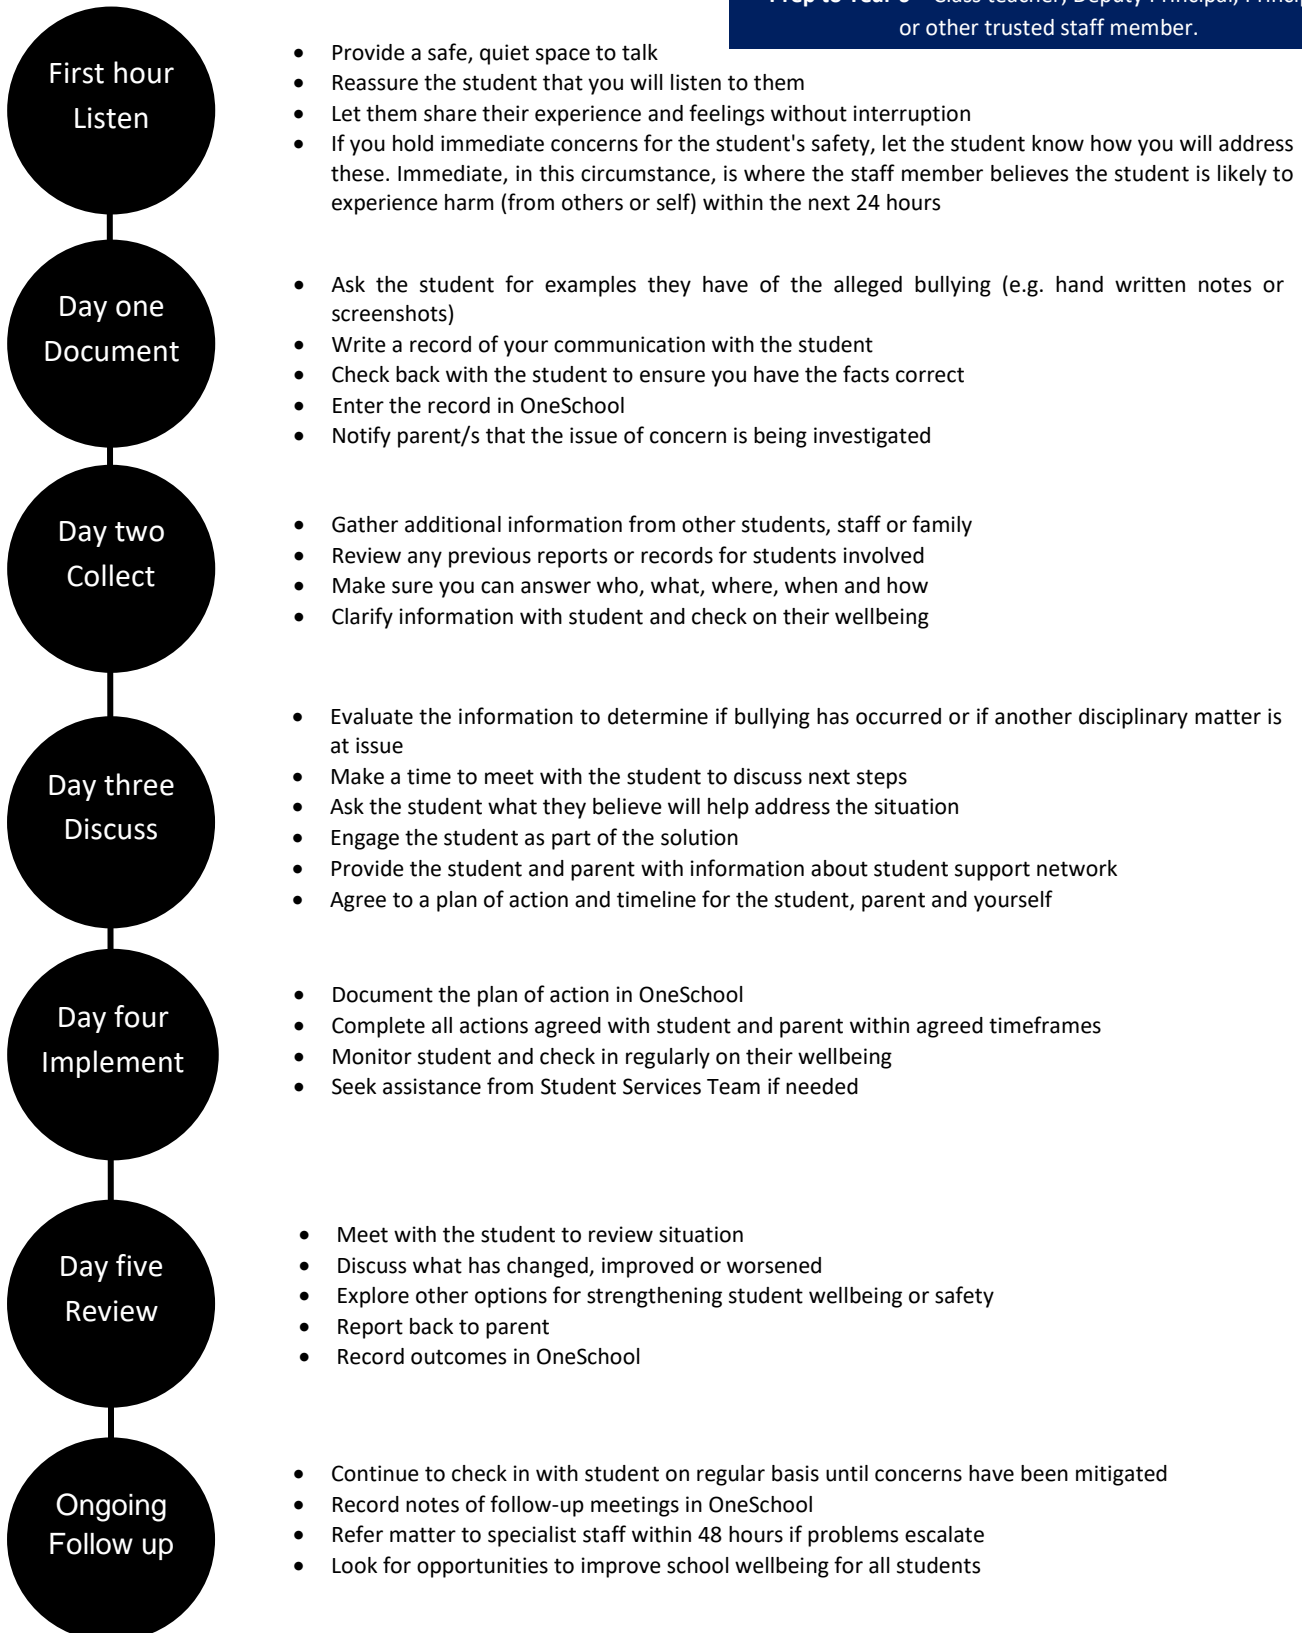 Prep to Year 6 – Class teacher, Deputy Principal,
or other trusted staff member.
First hour
Listen
• Provide a safe, quiet space to talk
• Reassure the student that you will listen to them
• Let them share their experience and feelings without interruption
• If you hold immediate concerns for the student's safety, let the student know how you will address
these. Immediate, in this circumstance, is where the staff member believes the student is likely to
experience harm (from others or self) within the next 24 hours
Day one
Document
• Ask the student for examples they have of the alleged bullying (e.g. hand written notes or
screenshots)
• Write a record of your communication with the student
• Check back with the student to ensure you have the facts correct
• Enter the record in OneSchool
• Notify parent/s that the issue of concern is being investigated
Day two
Collect
• Gather additional information from other students, staff or family
• Review any previous reports or records for students involved
• Make sure you can answer who, what, where, when and how
• Clarify information with student and check on their wellbeing
Day three
Discuss
• Evaluate the information to determine if bullying has occurred or if another disciplinary matter is
at issue
• Make a time to meet with the student to discuss next steps
• Ask the student what they believe will help address the situation
• Engage the student as part of the solution
• Provide the student and parent with information about student support network
• Agree to a plan of action and timeline for the student, parent and yourself
Day four
Implement
• Document the plan of action in OneSchool
• Complete all actions agreed with student and parent within agreed timeframes
• Monitor student and check in regularly on their wellbeing
• Seek assistance from Student Services Team if needed
Day five
Review
• Meet with the student to review situation
• Discuss what has changed, improved or worsened
• Explore other options for strengthening student wellbeing or safety
• Report back to parent
• Record outcomes in OneSchool
Ongoing
Follow up
• Continue to check in with student on regular basis until concerns have been mitigated
• Record notes of follow-up meetings in OneSchool
• Refer matter to specialist staff within 48 hours if problems escalate
• Look for opportunities to improve school wellbeing for all students